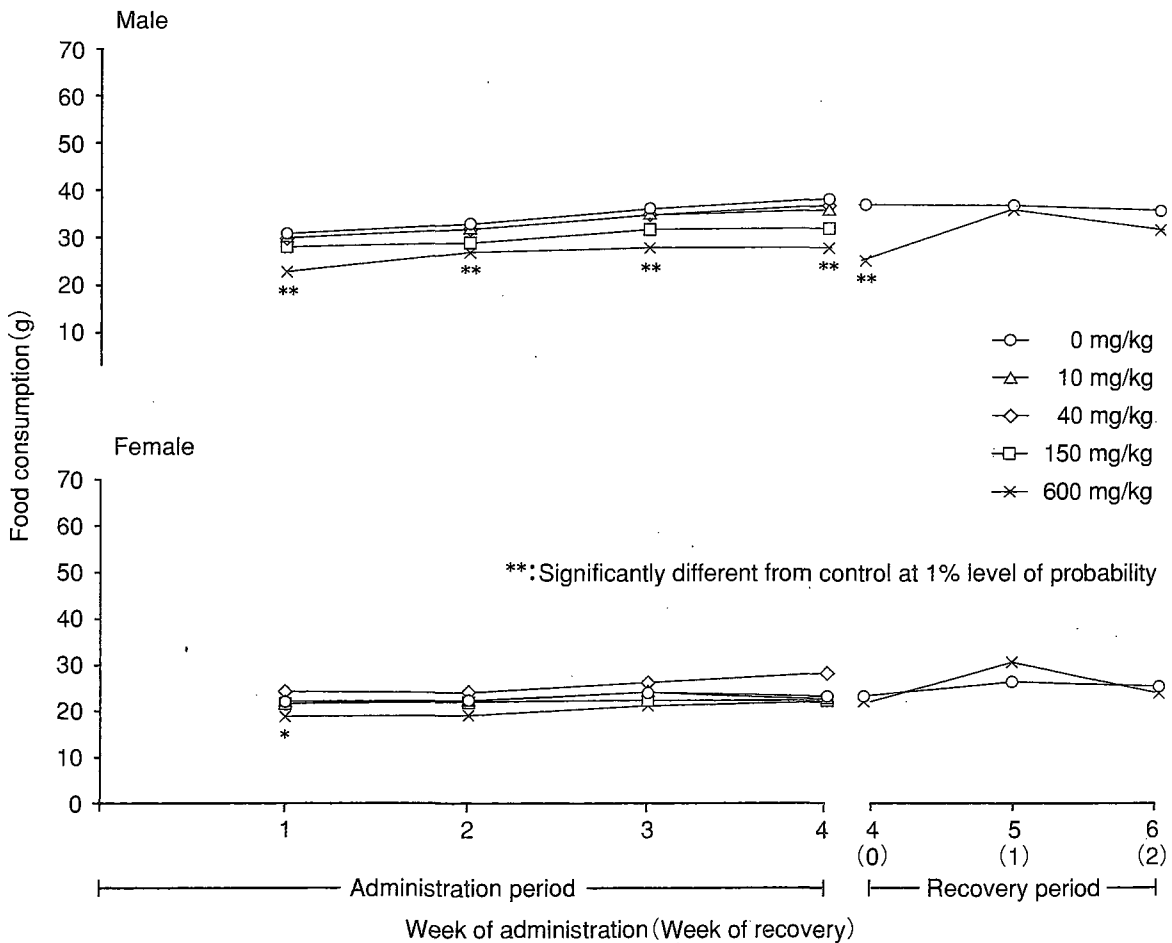 Male
70
60
50
40
30
20
10
**
**
**
**
**
Food consumption(g)
0 mg/kg
10 mg/kg
40 mg/kg
150 mg/kg
600 mg/kg
Female
70
60
50
40
30
20
10
0
**:Significantly different from control at 1% level of probability
*
1 2 3 4 4 5 6
(0) (1) (2)
Administration period Recovery period
Week of administration(Week of recovery)